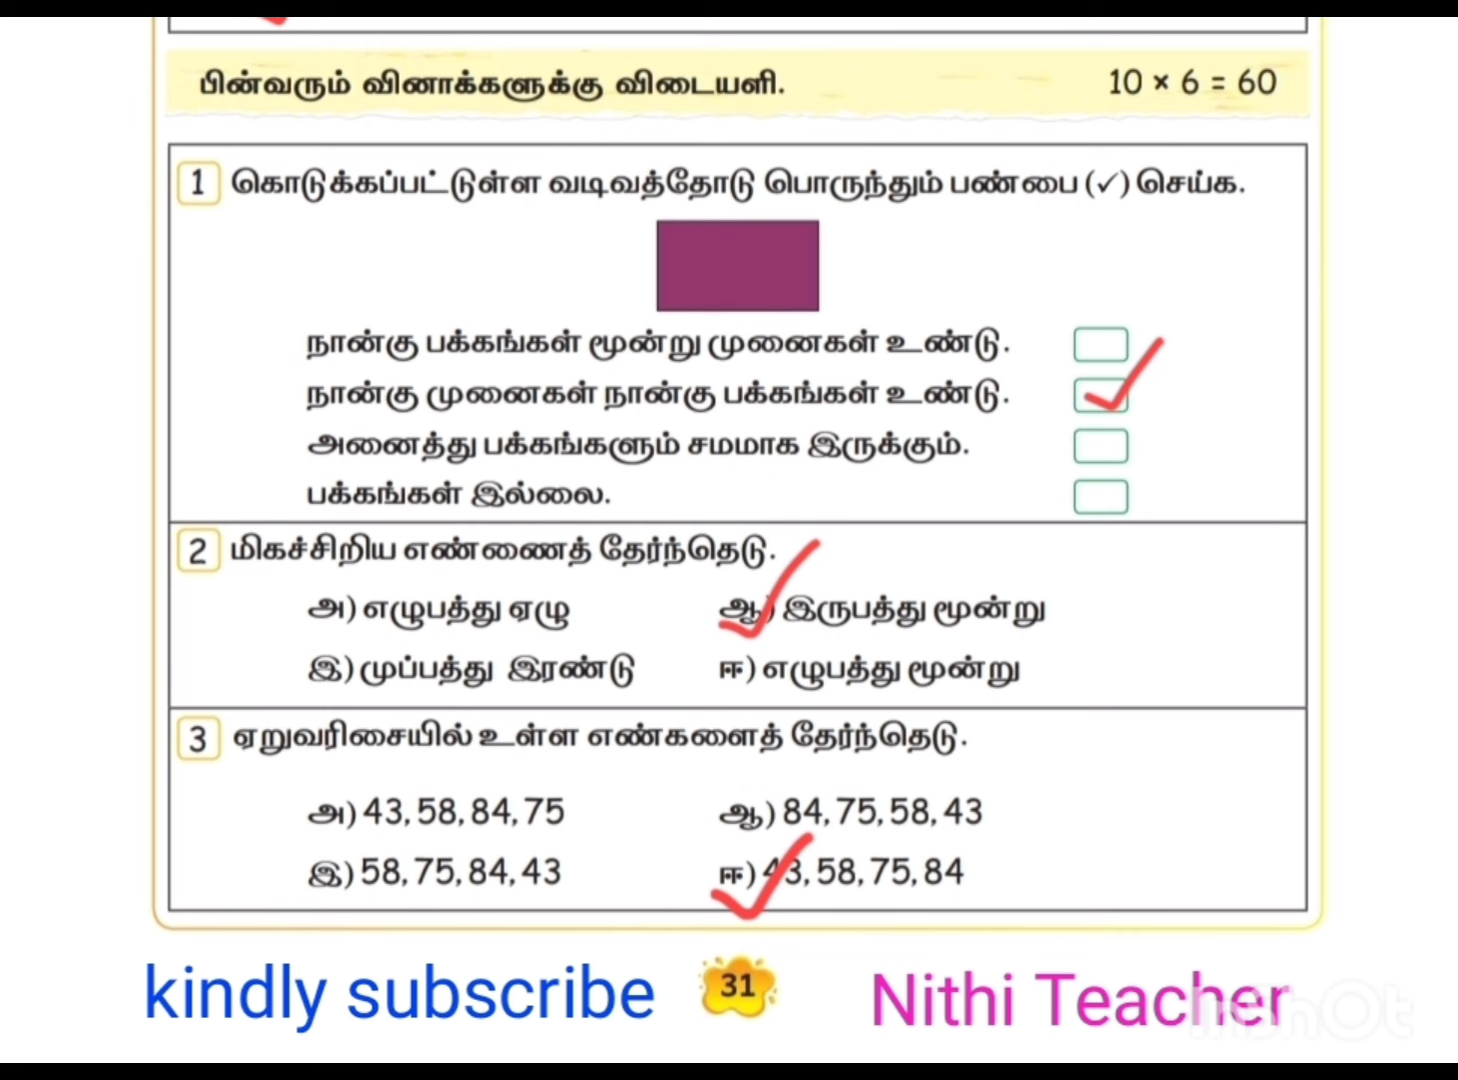 பின்வரும் வினாக்களுக்கு விடையளி. 10 × 6 = 60
1 கொடுக்கப்பட்டுள்ள வடிவத்தோடு பொருந்தும் பண்பை (✓) செய்க.
நான்கு பக்கங்கள் மூன்று முனைகள் உண்டு.
நான்கு முனைகள் நான்கு பக்கங்கள் உண்டு.
அனைத்து பக்கங்களும் சமமாக இருக்கும்.
பக்கங்கள் இல்லை.
2 மிகச்சிறிய எண்ணைத் தேர்ந்தெடு.
அ) எழுபத்து ஏழு ஆ) இருபத்து மூன்று
இ) முப்பத்து இரண்டு ஈ) எழுபத்து மூன்று
3 ஏறுவரிசையில் உள்ள எண்களைத் தேர்ந்தெடு.
அ) 43, 58, 84, 75 ஆ) 84, 75, 58, 43
இ) 58, 75, 84, 43 ஈ) 43, 58, 75, 84
kindly subscribe 31 Nithi Teacher
InShOt